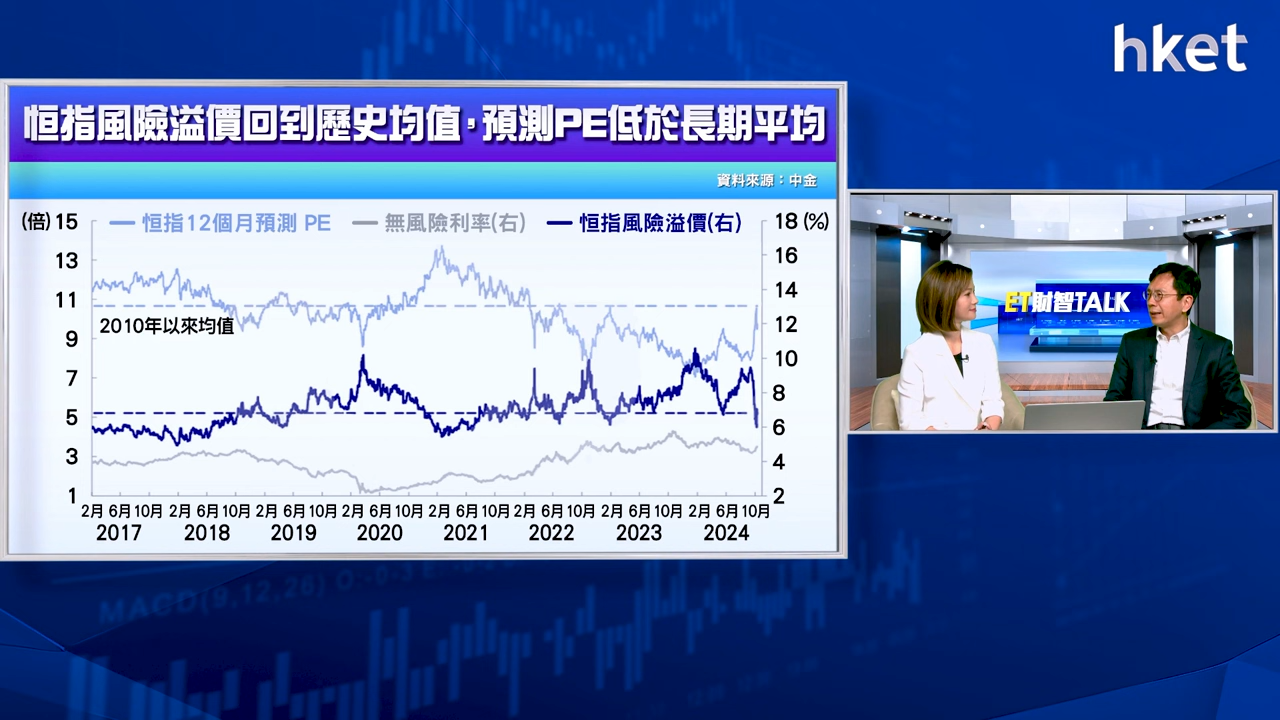 hket
恒指風險溢價回到歷史均值，預測PE低於長期平均
資料來源：中金
(倍) 15 恒指12個月預測 PE 無風險利率(右) 恒指風險溢價(右) 18 (%)
13 16
11 14
2010年以來均值 12
9 10
7 8
5 6
3 4
1 2
2月 6月 10月 2月 6月 10月 2月 6月 10月 2月 6月 10月 2月 6月 10月 2月 6月 10月 2月 6月 10月 2月 6月 10月
2017 2018 2019 2020 2021 2022 2023 2024
ET財智TALK
MACD(9,12,26)